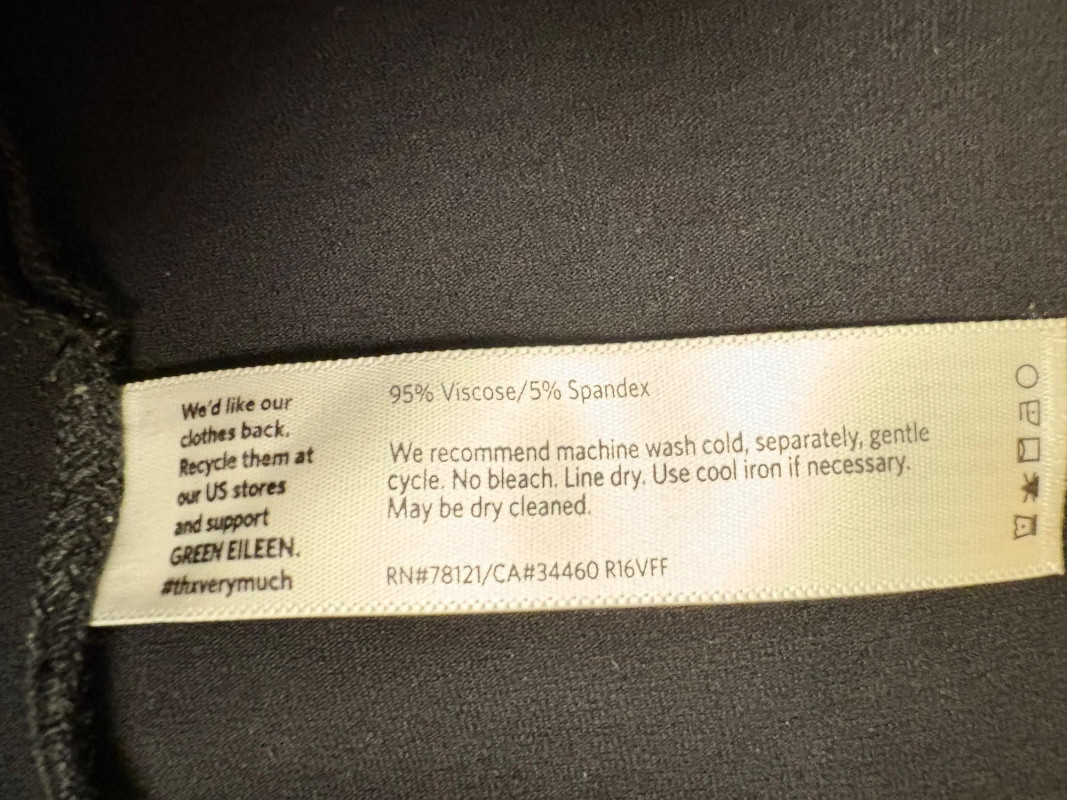 We'd like our
clothes back.
Recycle them at
our US stores
and support
GREEN EILEEN.
#thxverymuch
95% Viscose/5% Spandex
We recommend machine wash cold, separately, gentle
cycle. No bleach. Line dry. Use cool iron if necessary.
May be dry cleaned.
RN#78121/CA#34460 R16VFF